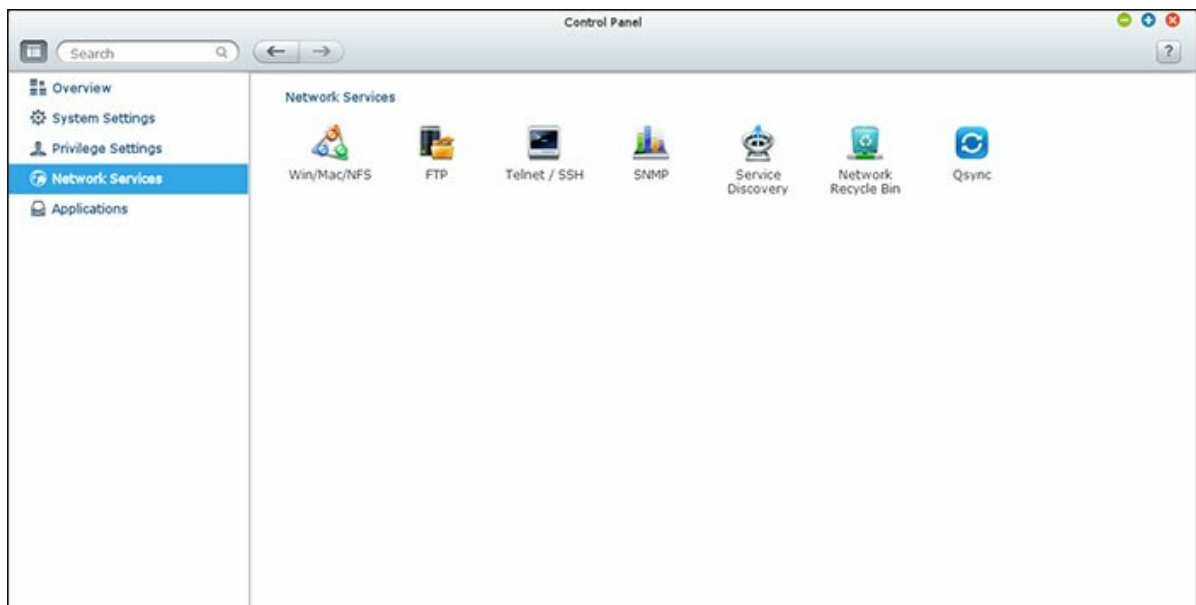 Control Panel
Search
?
Overview
System Settings
Privilege Settings
Network Services
Applications
Network Services
Win/Mac/NFS
FTP
Telnet / SSH
SNMP
Service
Discovery
Network
Recycle Bin
Qsync